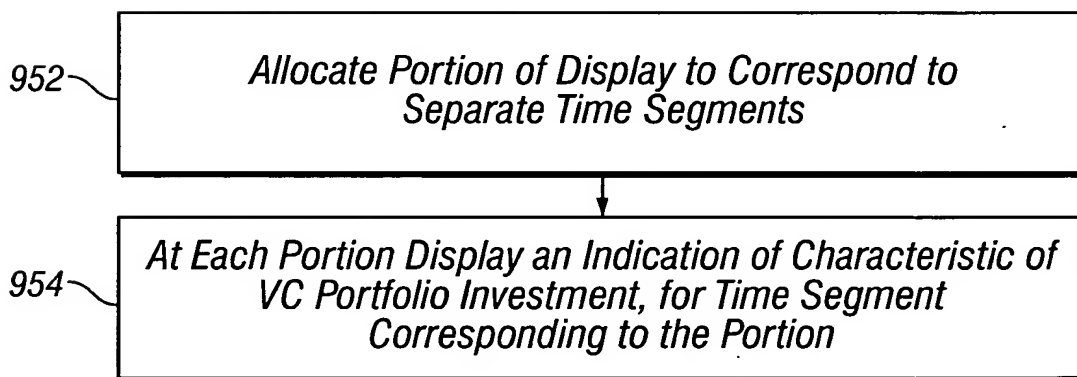 952
Allocate Portion of Display to Correspond to
Separate Time Segments
954
At Each Portion Display an Indication of Characteristic of
VC Portfolio Investment, for Time Segment
Corresponding to the Portion